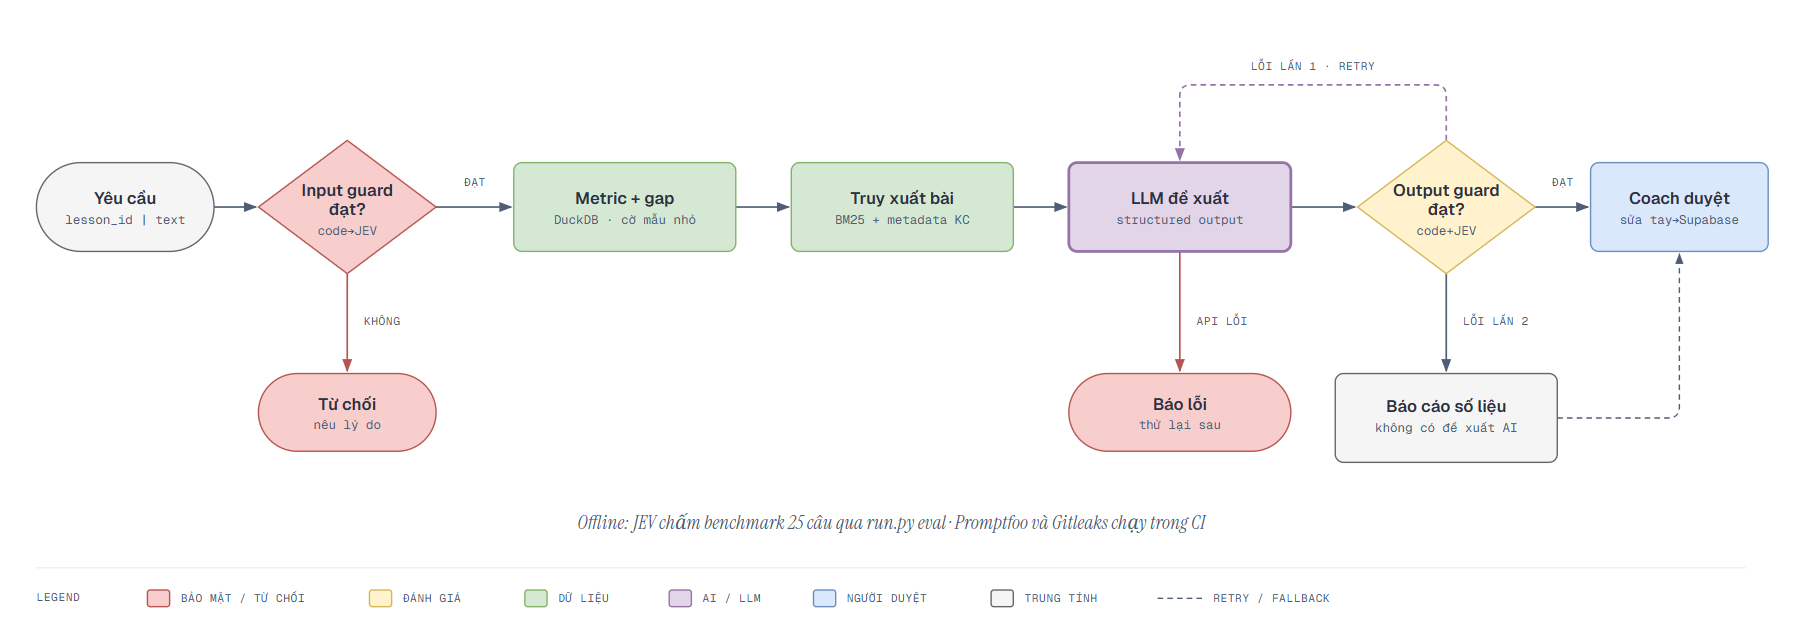 LỖI LẦN 1 · RETRY
Yêu cầu
lesson_id | text
Input guard
đạt?
code→JEV
ĐẠT
Metric + gap
DuckDB · cờ mẫu nhỏ
Truy xuất bài
BM25 + metadata KC
LLM đề xuất
structured output
Output guard
đạt?
code+JEV
ĐẠT
Coach duyệt
sửa tay→Supabase
KHÔNG
API LỖI
LỖI LẦN 2
Từ chối
nêu lý do
Báo lỗi
thử lại sau
Báo cáo số liệu
không có đề xuất AI
Offline: JEV chấm benchmark 25 câu qua run.py eval · Promptfoo và Gitleaks chạy trong CI
LEGEND
BẢO MẬT / TỪ CHỐI
ĐÁNH GIÁ
DỮ LIỆU
AI / LLM
NGƯỜI DUYỆT
TRUNG TÍNH
RETRY / FALLBACK